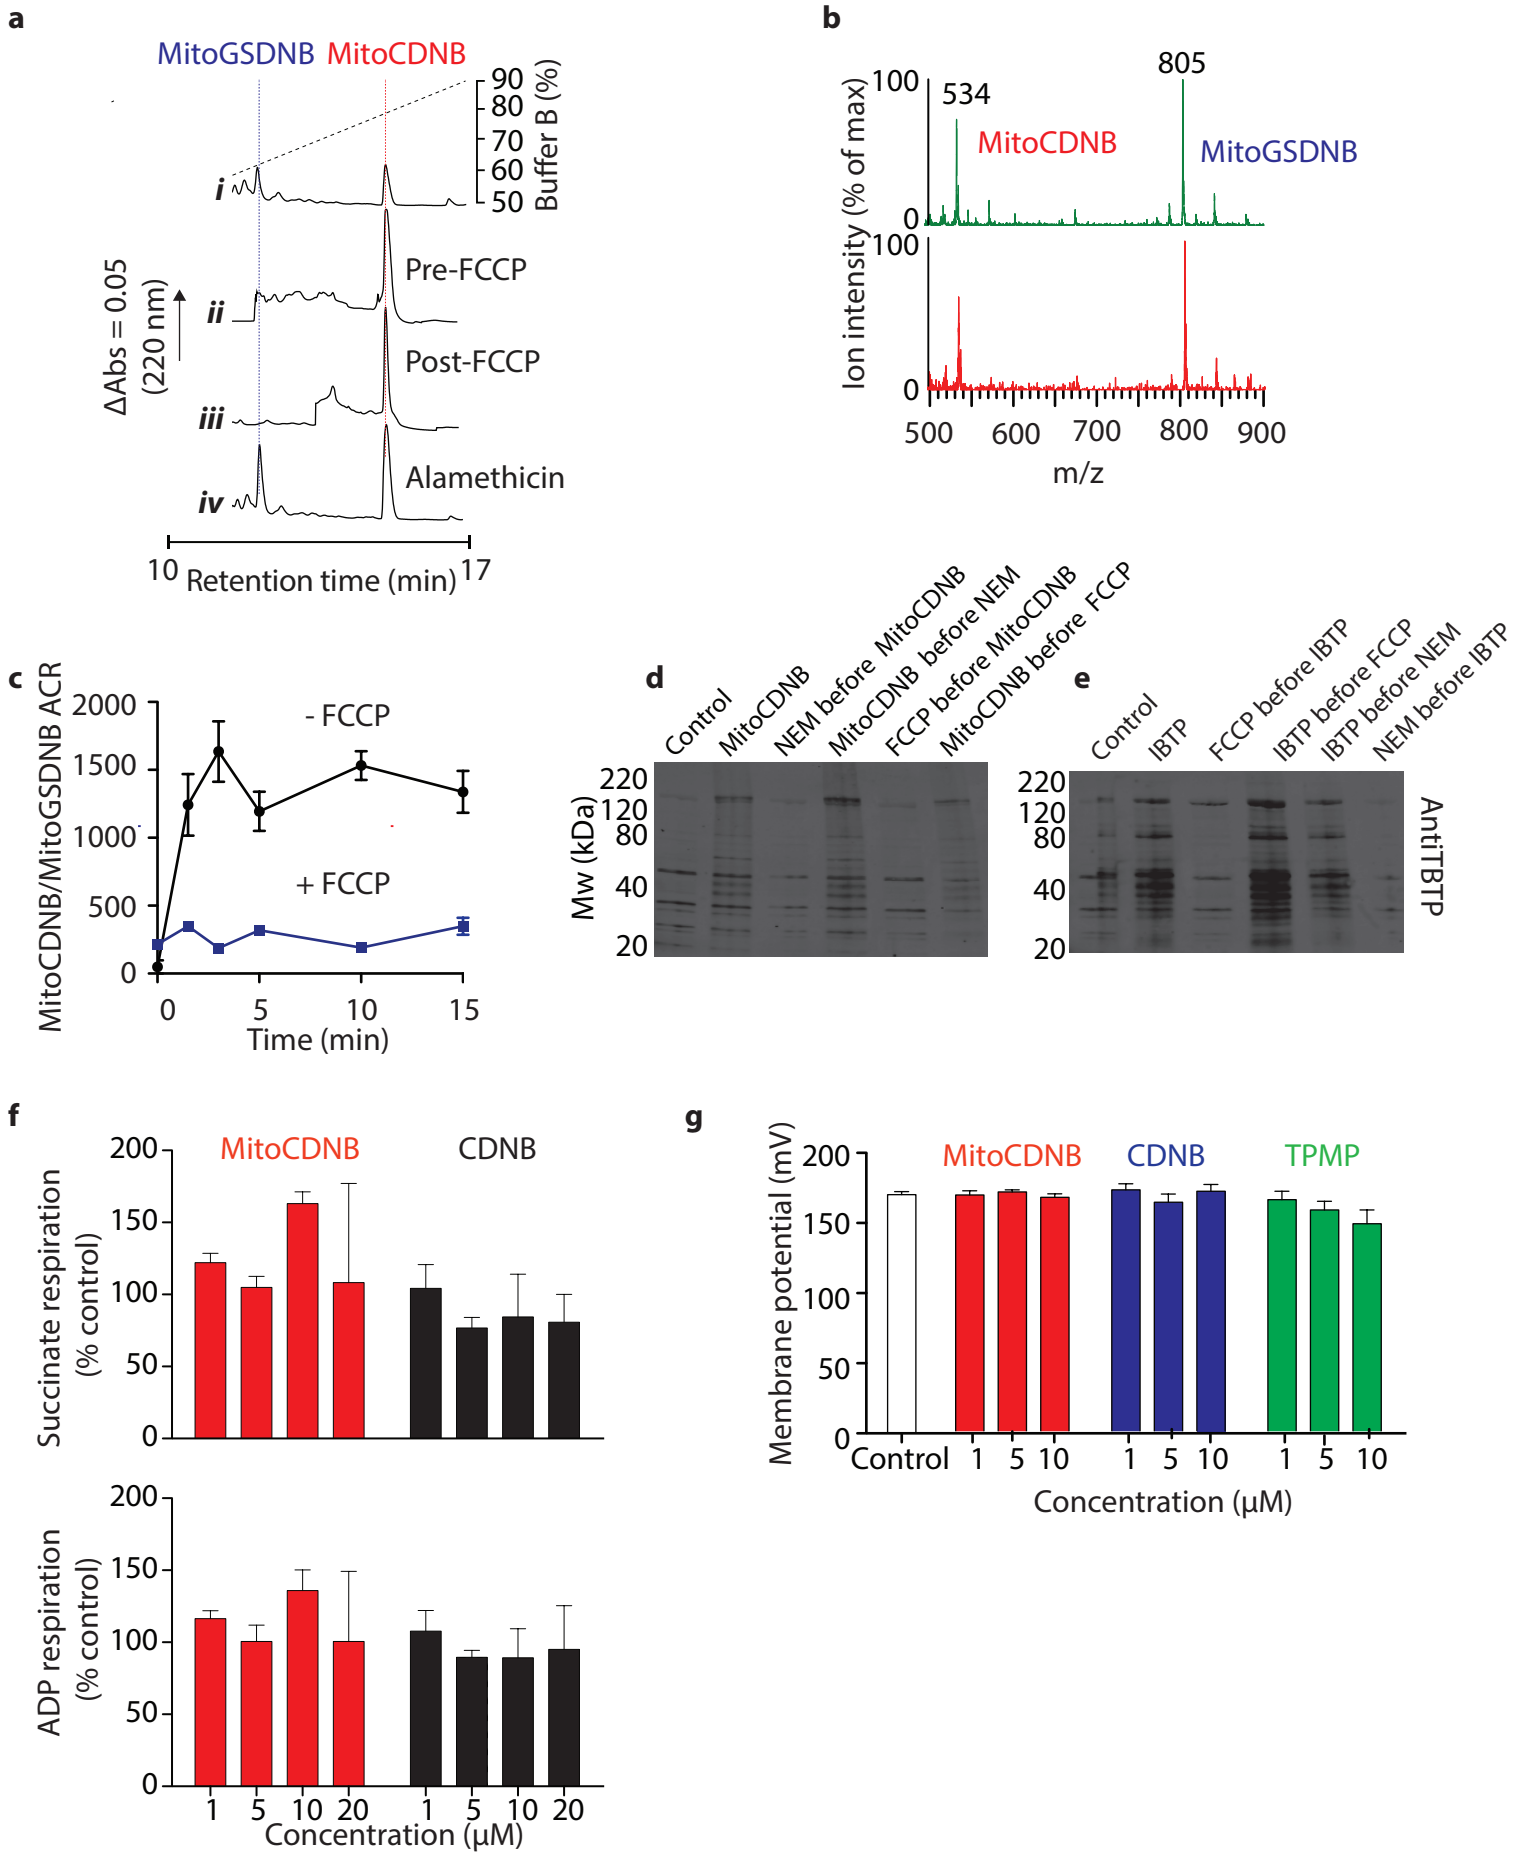 a
MitoGSDNB MitoCDNB
90
80
70
60
50
Buffer B (%)
i
ii
iii
iv
Pre-FCCP
Post-FCCP
Alamethicin
ΔAbs = 0.05
(220 nm)
10
17
Retention time (min)
b
Ion intensity (% of max)
100
0
100
0
534
805
MitoCDNB
MitoGSDNB
500 600 700 800 900
m/z
c
MitoCDNB/MitoGSDNB ACR
2000
1500
1000
500
0
- FCCP
+ FCCP
0 5 10 15
Time (min)
d
Control
MitoCDNB
NEM before MitoCDNB
MitoCDNB before NEM
FCCP before MitoCDNB
MitoCDNB before FCCP
Mw (kDa)
220
120
80
40
20
e
Control
IBTP
FCCP before IBTP
IBTP before FCCP
IBTP before NEM
NEM before IBTP
220
120
80
40
20
AntiTBTP
f
Succinate respiration
(% control)
200
150
100
50
0
MitoCDNB
CDNB
ADP respiration
(% control)
200
150
100
50
0
1 5 10 20 1 5 10 20
Concentration (μM)
g
Membrane potential (mV)
200
150
100
50
0
MitoCDNB CDNB TPMP
Control 1 5 10 1 5 10 1 5 10
Concentration (μM)